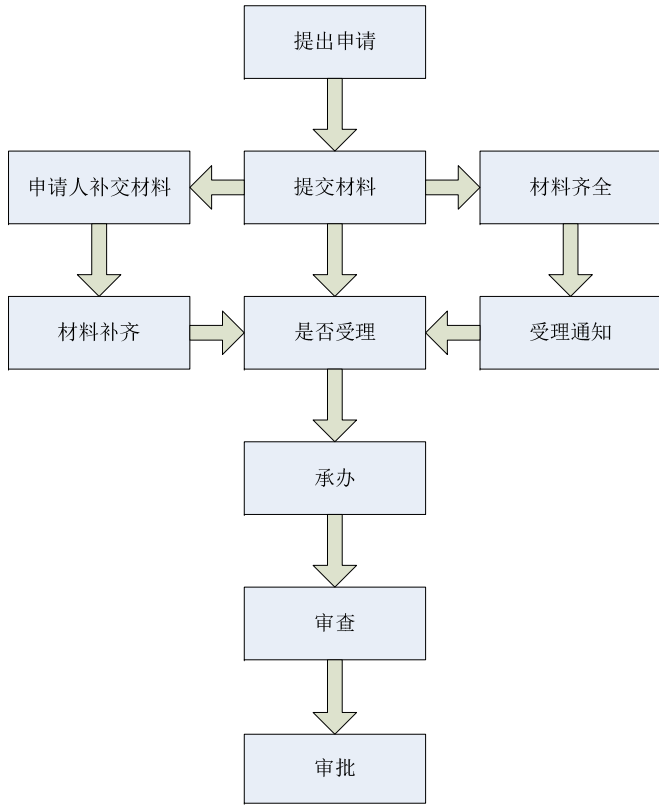 提出申请
申请人补交材料
提交材料
材料齐全
材料补齐
是否受理
受理通知
承办
审查
审批